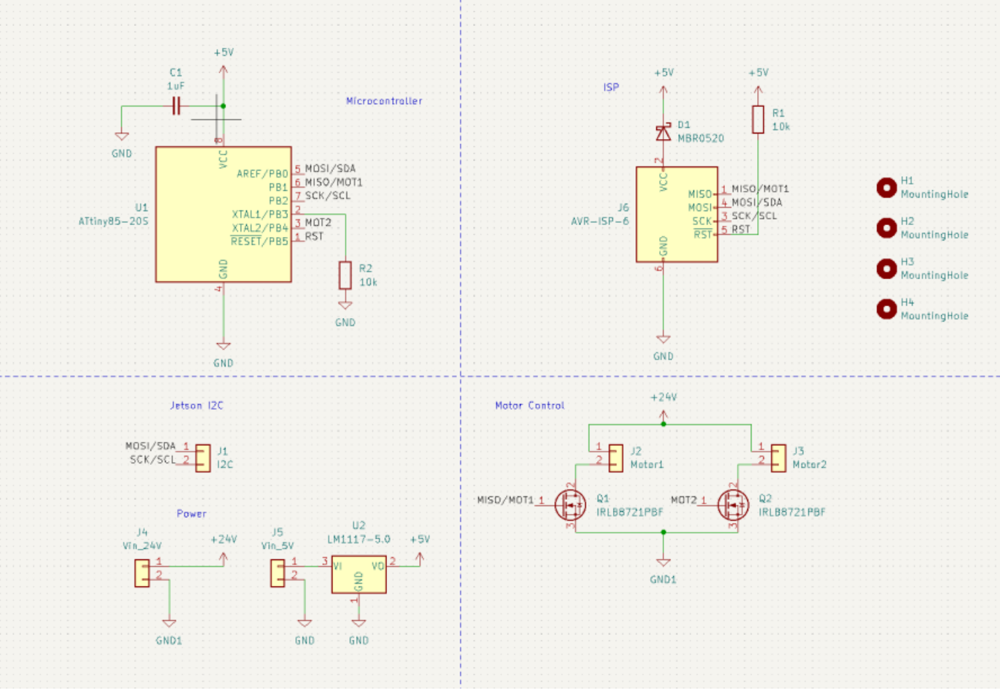 +5V
C1
1uF
GND
Microcontroller
8
VCC
U1
ATtiny85-20S
AREF/PB0 5 MOSI/SDA
PB1 6 MISO/MOT1
PB2 7 SCK/SCL
XTAL1/PB3 2
XTAL2/PB4 3 MOT2
RESET/PB5 1 RST
GND
4
GND
R2
10k
GND
ISP
+5V
+5V
D1
MBR0520
R1
10k
2
VCC
J6
AVR-ISP-6
MISO 1 MISO/MOT1
MOSI 4 MOSI/SDA
SCK 3 SCK/SCL
RST 5 RST
GND
6
GND
H1
MountingHole
H2
MountingHole
H3
MountingHole
H4
MountingHole
Jetson I2C
MOSI/SDA 1
SCK/SCL 2
J1
I2C
Power
J4
Vin_24V
1
2
+24V
GND1
J5
Vin_5V
1
2
GND
U2
LM1117-5.0
3 VI
VO 2
GND
1
GND
+5V
Motor Control
+24V
1
2
J2
Motor1
1
2
J3
Motor2
MISO/MOT1 1
2
3
Q1
IRLB8721PBF
MOT2 1
2
3
Q2
IRLB8721PBF
GND1